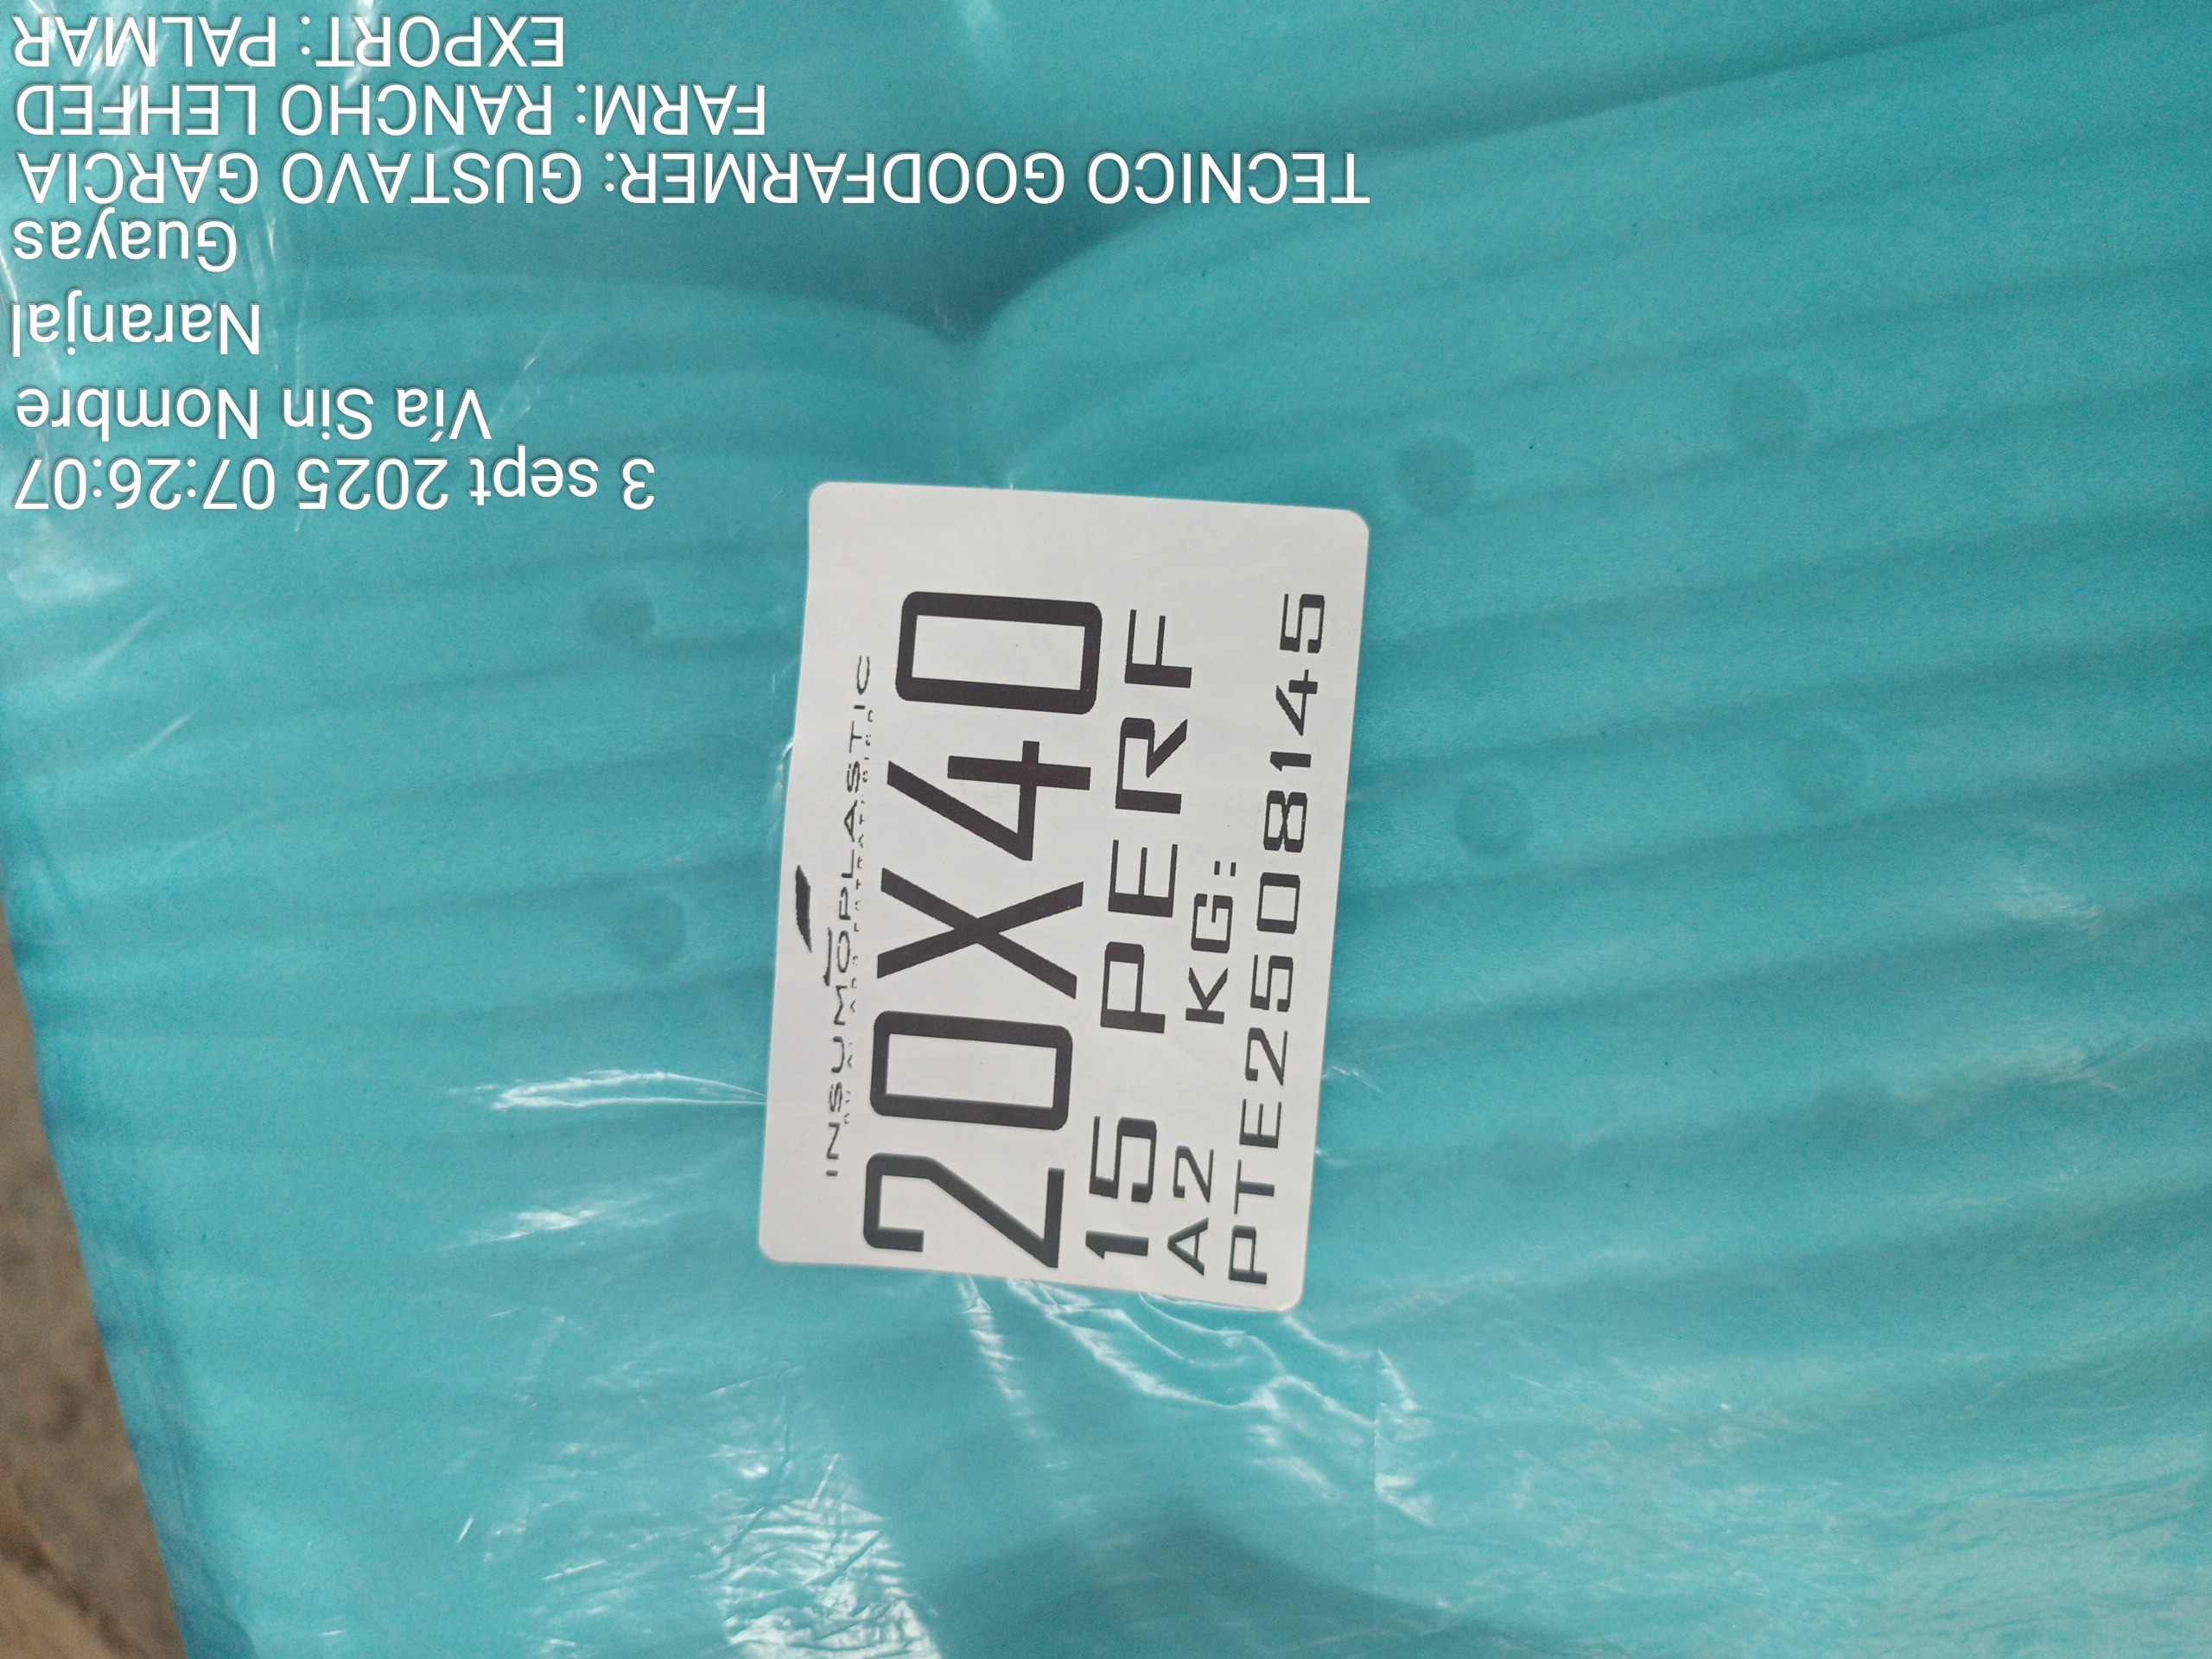 INSUMOPLASTIC
20X40
15 PERF
A2 KG:
PTE2508145
3 sept 2025 07:26:07
Vía Sin Nombre
Naranjal
Guayas
TECNICO GOODFARMER: GUSTAVO GARCIA
FARM: RANCHO LEHFED
EXPORT: PALMAR